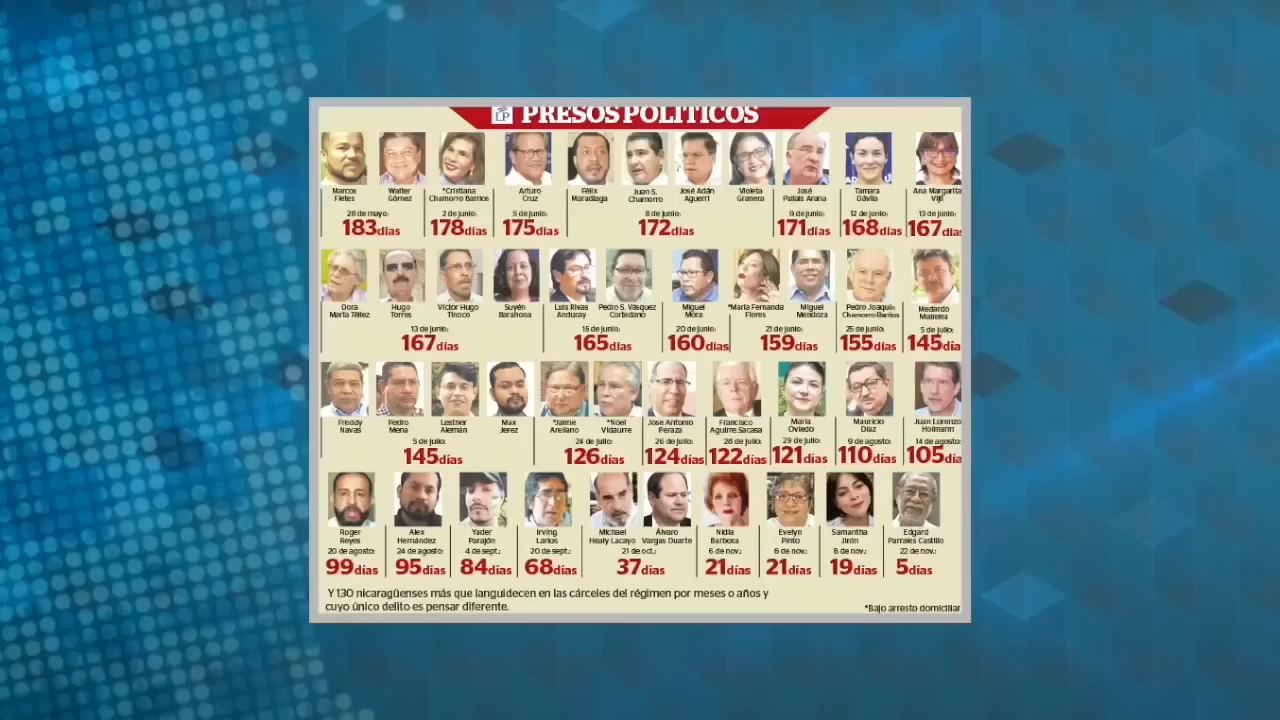 LP PRESOS POLÍTICOS
Marcos Fletes
Walter Gómez
*Cristiana Chamorro Barrios
Arturo Cruz
Félix Maradiaga
Juan S. Chamorro
José Adán Aguerri
Violeta Granera
José Pallais Arana
Tamara Dávila
Ana Margarita Vijil
28 de mayo:
183 días
2 de junio:
178 días
5 de junio:
175 días
8 de junio:
172 días
9 de junio:
171 días
12 de junio:
168 días
13 de junio:
167 días
Dora María Téllez
Hugo Torres
Víctor Hugo Tinoco
Suyén Barahona
Luis Rivas Anduray
Pedro S. Vásquez Cortedano
Miguel Mora
*María Fernanda Flores
Miguel Mendoza
Pedro Joaquín Chamorro Barrios
Medardo Mairena
13 de junio:
167 días
15 de junio:
165 días
20 de junio:
160 días
21 de junio:
159 días
25 de junio:
155 días
5 de julio:
145 día
Freddy Navas
Pedro Mena
Lesther Alemán
Max Jerez
*Jaime Arellano
*Noel Vidaurre
José Antonio Peraza
Francisco Aguirre Sacasa
María Oviedo
Mauricio Díaz
Juan Lorenzo Holmann
5 de julio:
145 días
24 de julio:
126 días
26 de julio:
124 días
28 de julio:
122 días
29 de julio:
121 días
9 de agosto:
110 días
14 de agosto:
105 día
Roger Reyes
Alex Hernández
Yader Parajón
Irving Larios
Michael Healy Lacayo
Álvaro Vargas Duarte
Nidia Barbosa
Evelyn Pinto
Samantha Jirón
Edgard Parrales Castillo
20 de agosto:
99 días
24 de agosto:
95 días
4 de sept.:
84 días
20 de sept.:
68 días
21 de oct.:
37 días
6 de nov.:
21 días
6 de nov.:
21 días
8 de nov.:
19 días
22 de nov.:
5 días
Y 130 nicaragüenses más que languidecen en las cárceles del régimen por meses o años y
cuyo único delito es pensar diferente.
*Bajo arresto domiciliar